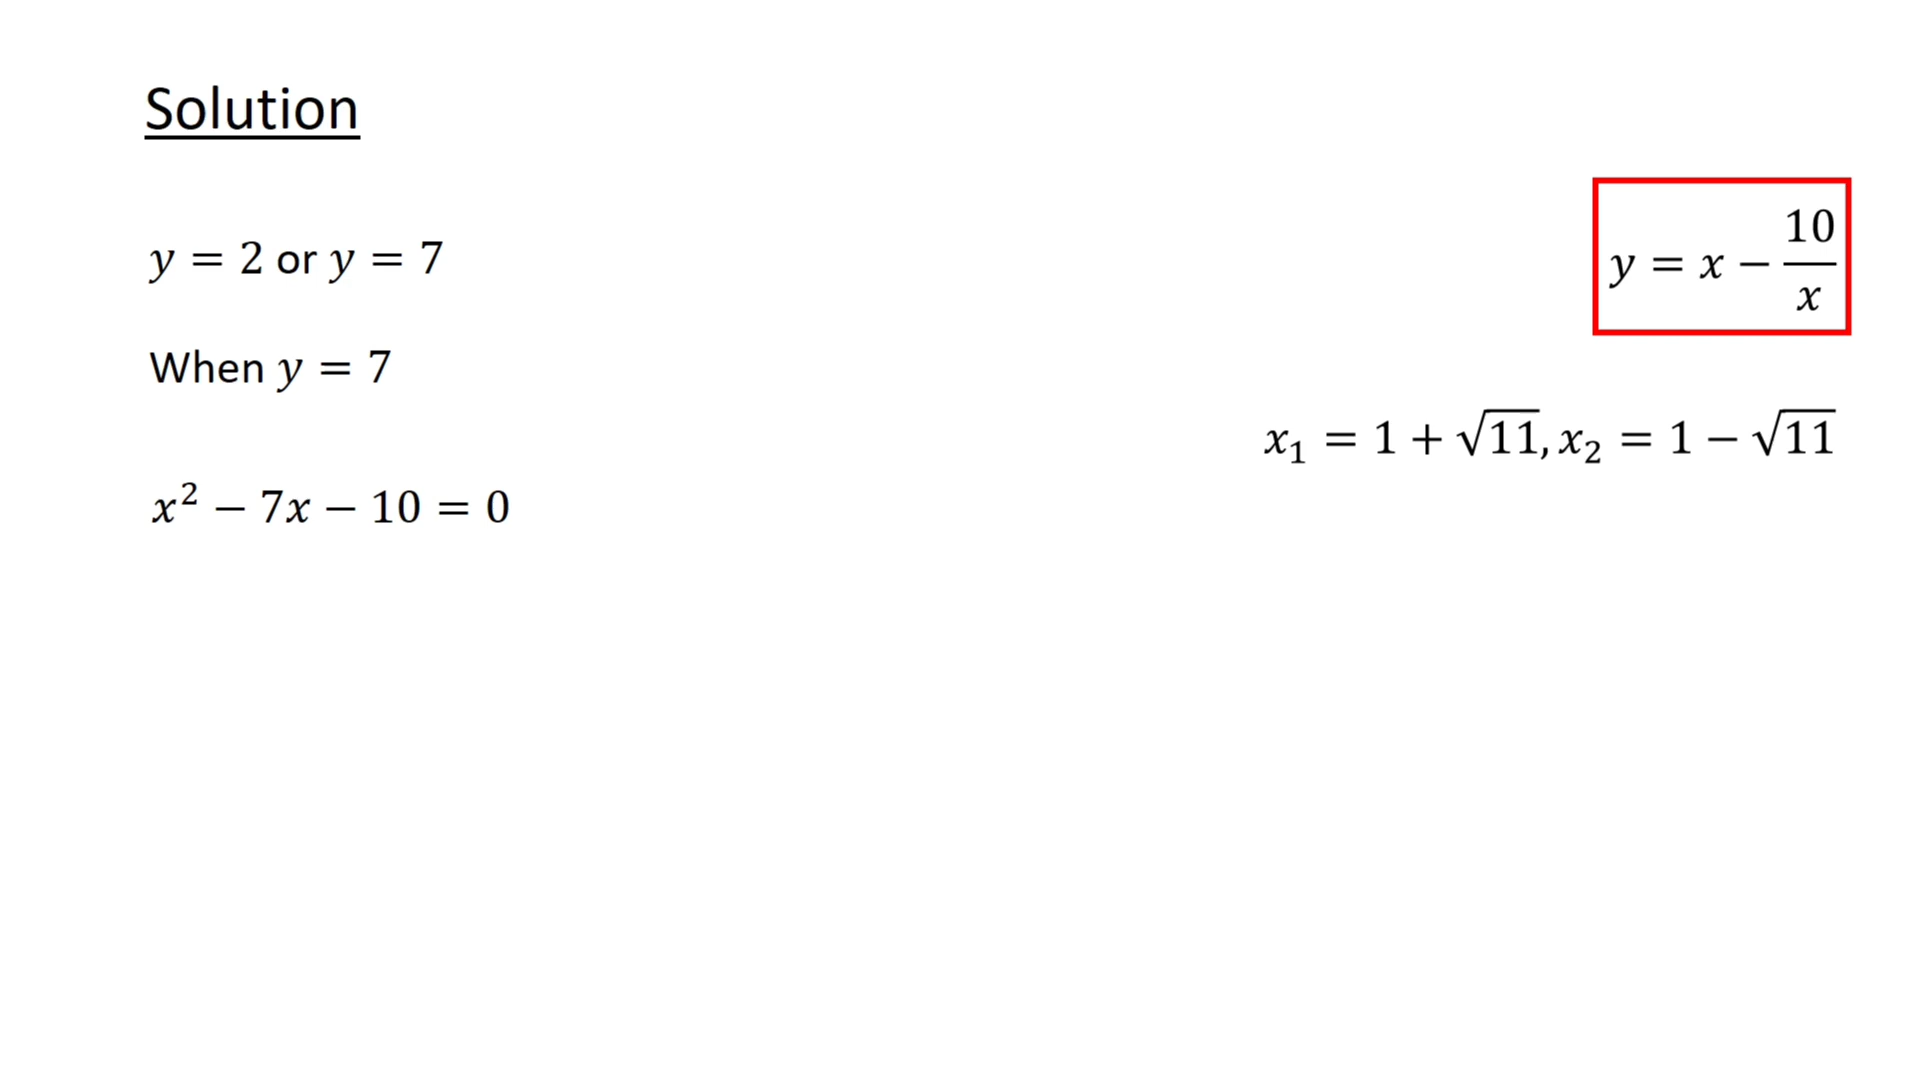 Solution
y = 2 or y = 7
When y = 7
x² − 7x − 10 = 0
y = x − 10/x
x₁ = 1 + √11, x₂ = 1 − √11